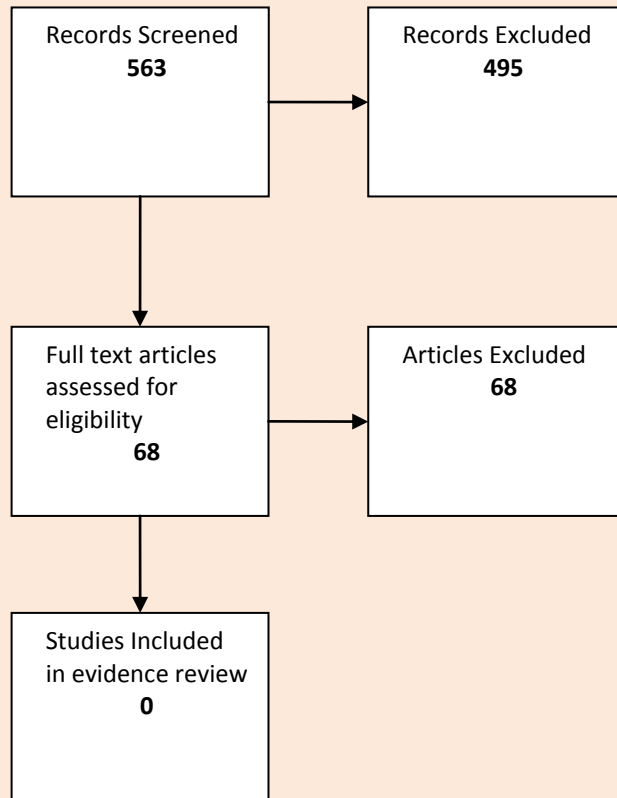 Records Screened
563
Records Excluded
495
Full text articles
assessed for
eligibility
68
Articles Excluded
68
Studies Included
in evidence review
0